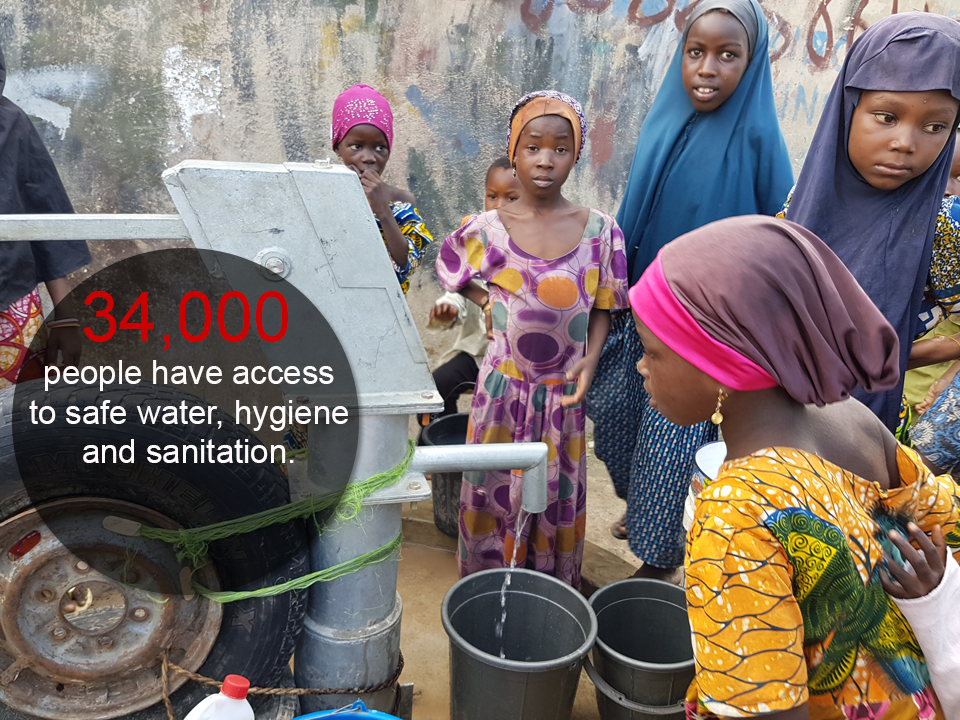 34,000
people have access
to safe water, hygiene
and sanitation.